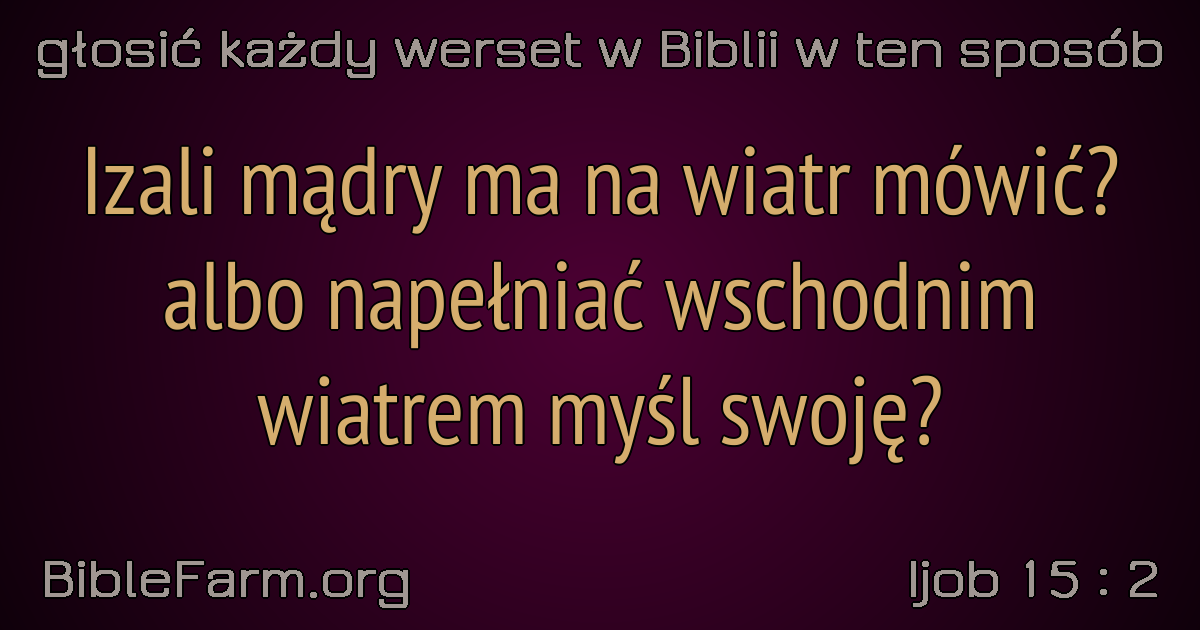 głosić każdy werset w Biblii w ten sposób
Izali mądry ma na wiatr mówić?
albo napełniać wschodnim
wiatrem myśl swoję?
BibleFarm.org
Ijob 15 : 2